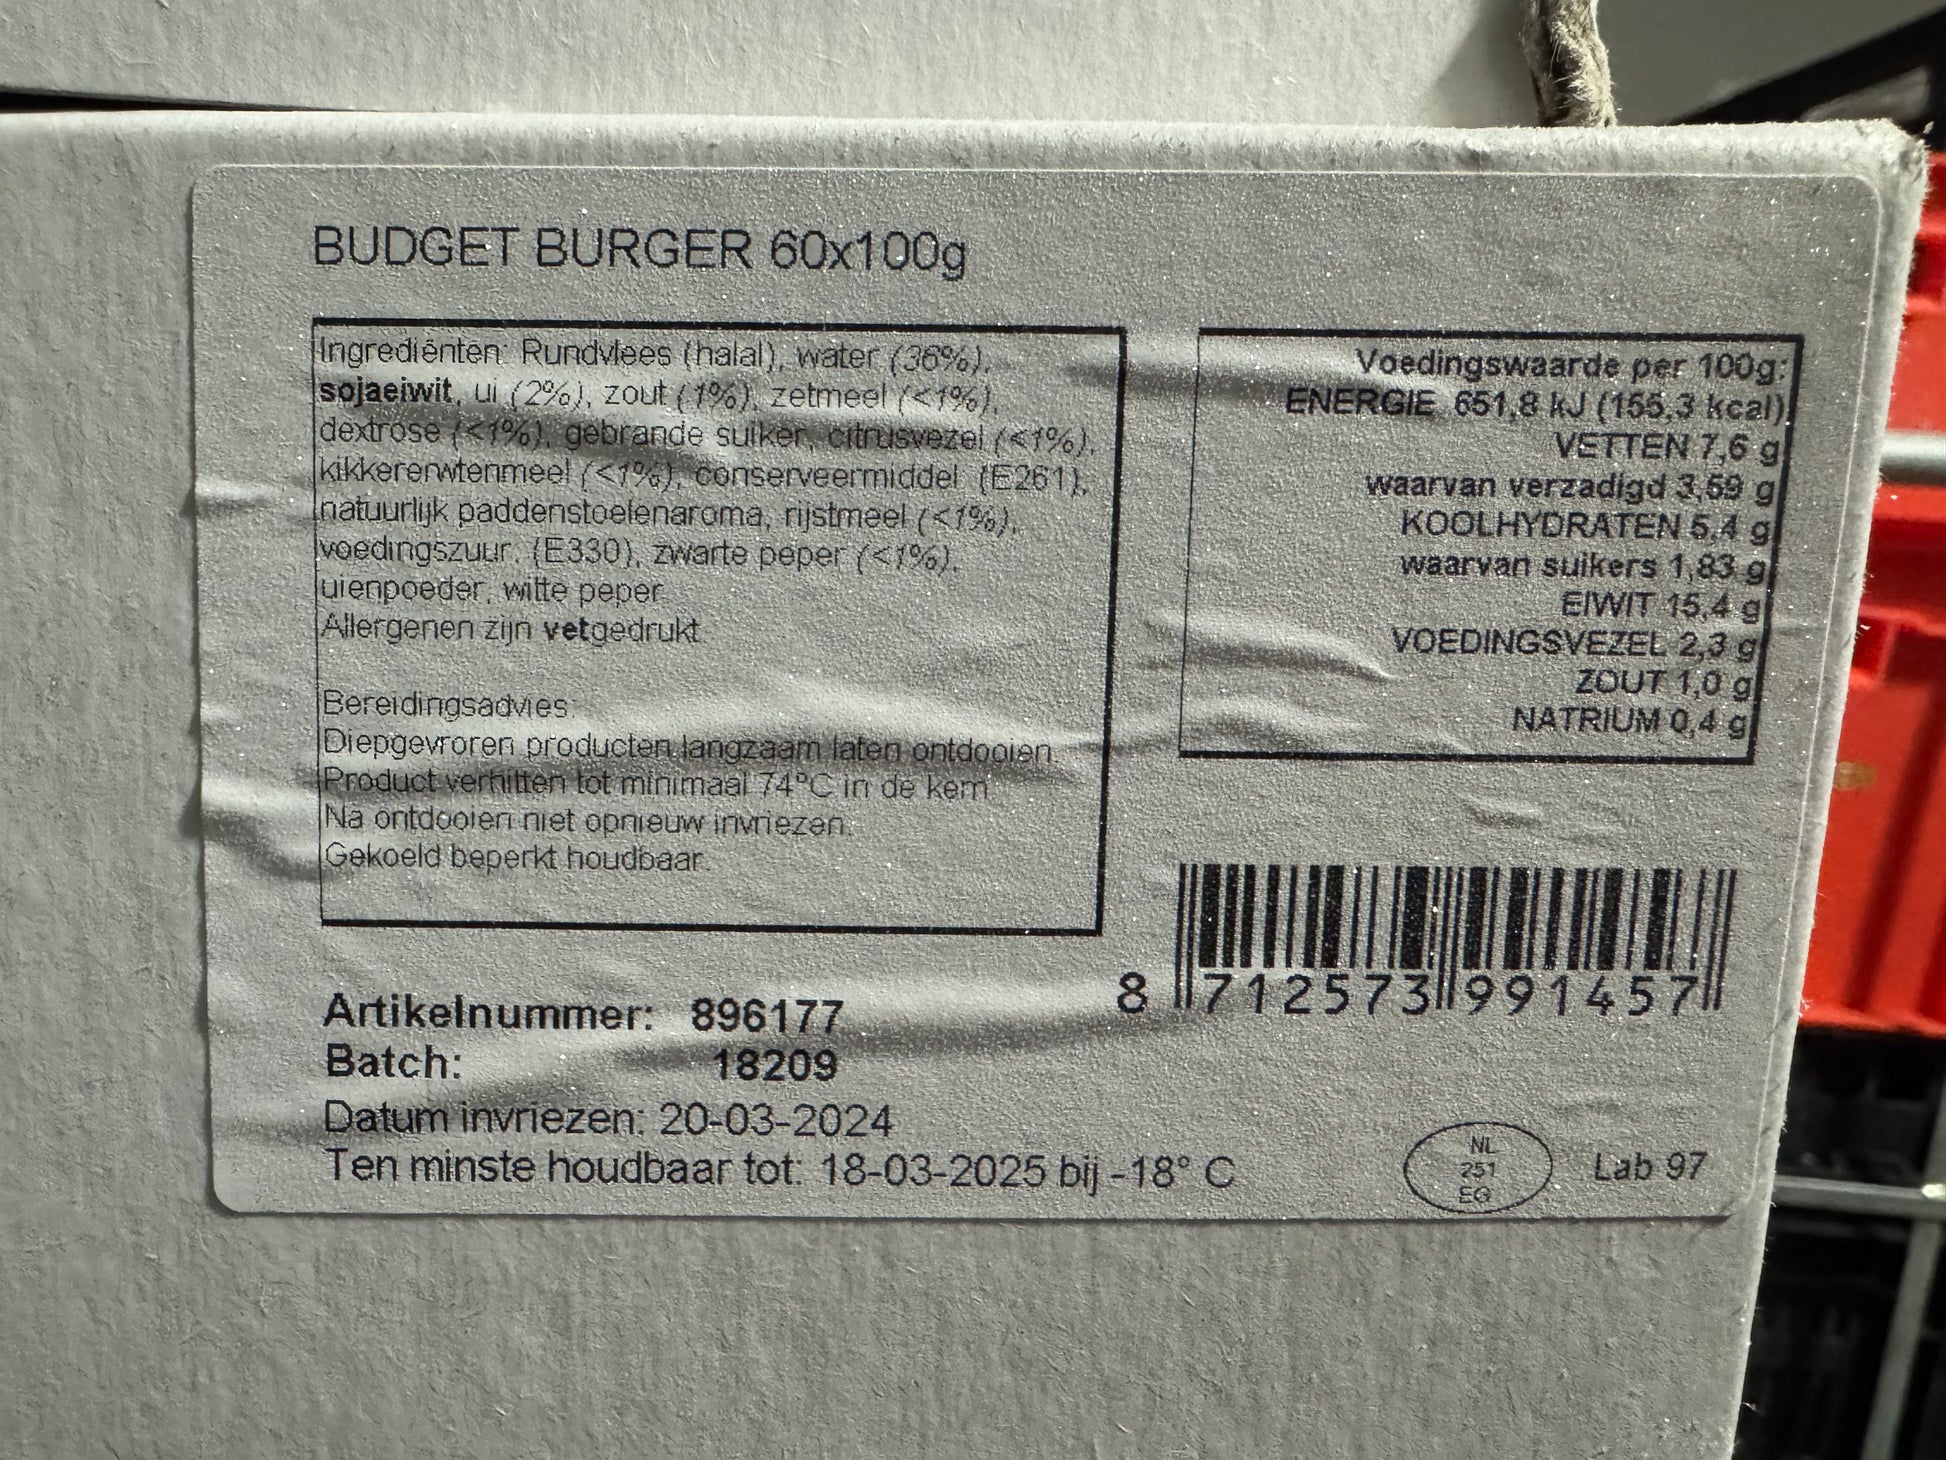 BUDGET BURGER 60x100g
Ingrediënten: Rundvlees (halal), water (36%),
sojaeiwit, ui (2%), zout (1%), zetmeel (<1%),
dextrose (<1%), gebrande suiker, citrusvezel (<1%),
kikkererwtenmeel (<1%), conserveermiddel (E261),
natuurlijk paddenstoelenaroma, rijstmeel (<1%),
voedingszuur: (E330), zwarte peper (<1%),
uienpoeder, witte peper
Allergenen zijn vetgedrukt.
Bereidingsadvies:
Diepgevroren producten langzaam laten ontdooien.
Product verhitten tot minimaal 74°C in de kern
Na ontdooien niet opnieuw invriezen.
Gekoeld beperkt houdbaar.
Voedingswaarde per 100g:
ENERGIE 651,8 kJ (155,3 kcal)
VETTEN 7,6 g
waarvan verzadigd 3,59 g
KOOLHYDRATEN 5,4 g
waarvan suikers 1,83 g
EIWIT 15,4 g
VOEDINGSVEZEL 2,3 g
ZOUT 1,0 g
NATRIUM 0,4 g
8 712573 991457
Artikelnummer: 896177
Batch: 18209
Datum invriezen: 20-03-2024
Ten minste houdbaar tot: 18-03-2025 bij -18° C
NL
251
EG
Lab 97